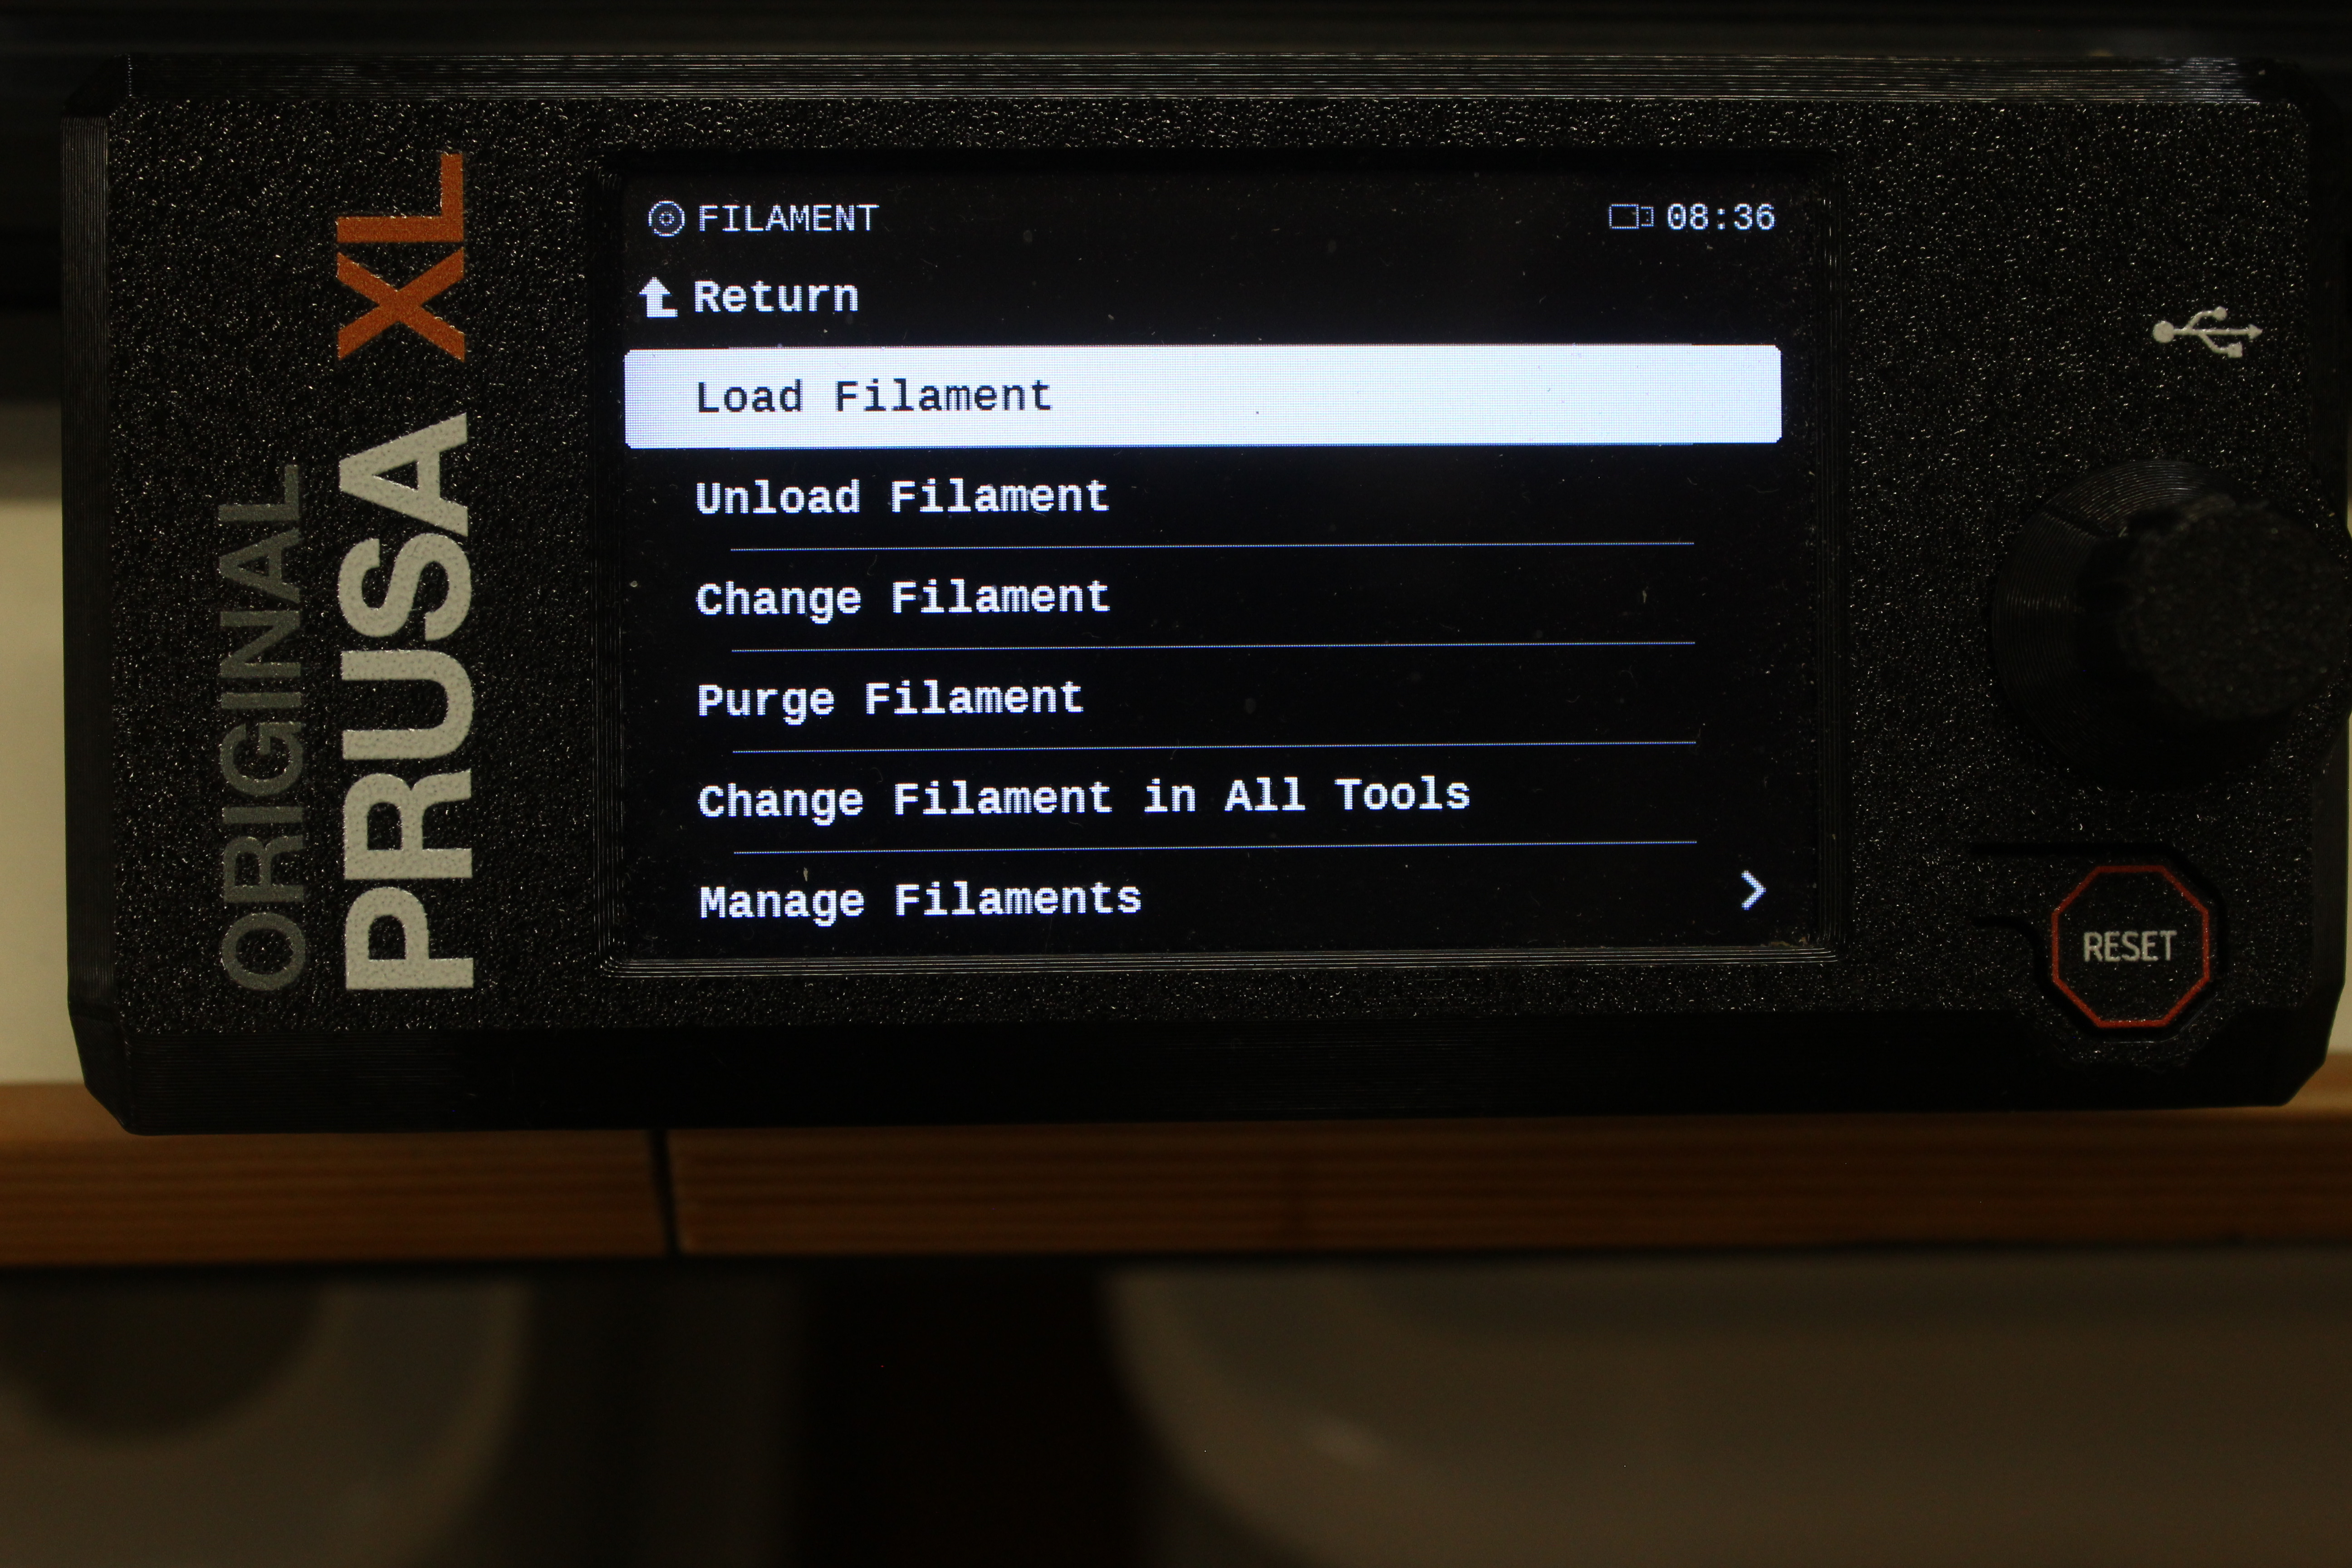 ORIGINAL
PRUSA XL
FILAMENT 08:36
Return
Load Filament
Unload Filament
Change Filament
Purge Filament
Change Filament in All Tools
Manage Filaments
RESET